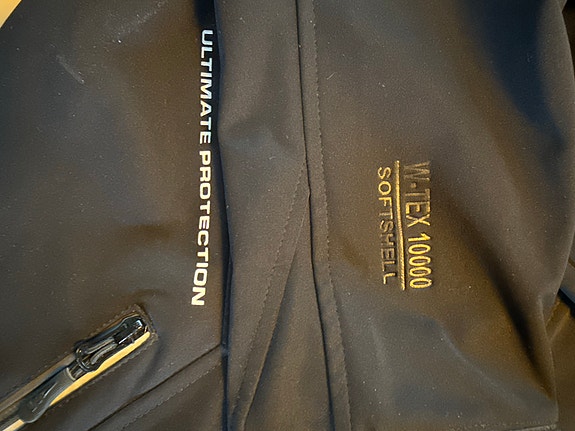 ULTIMATE PROTECTION
W-TEX 10000
SOFTSHELL